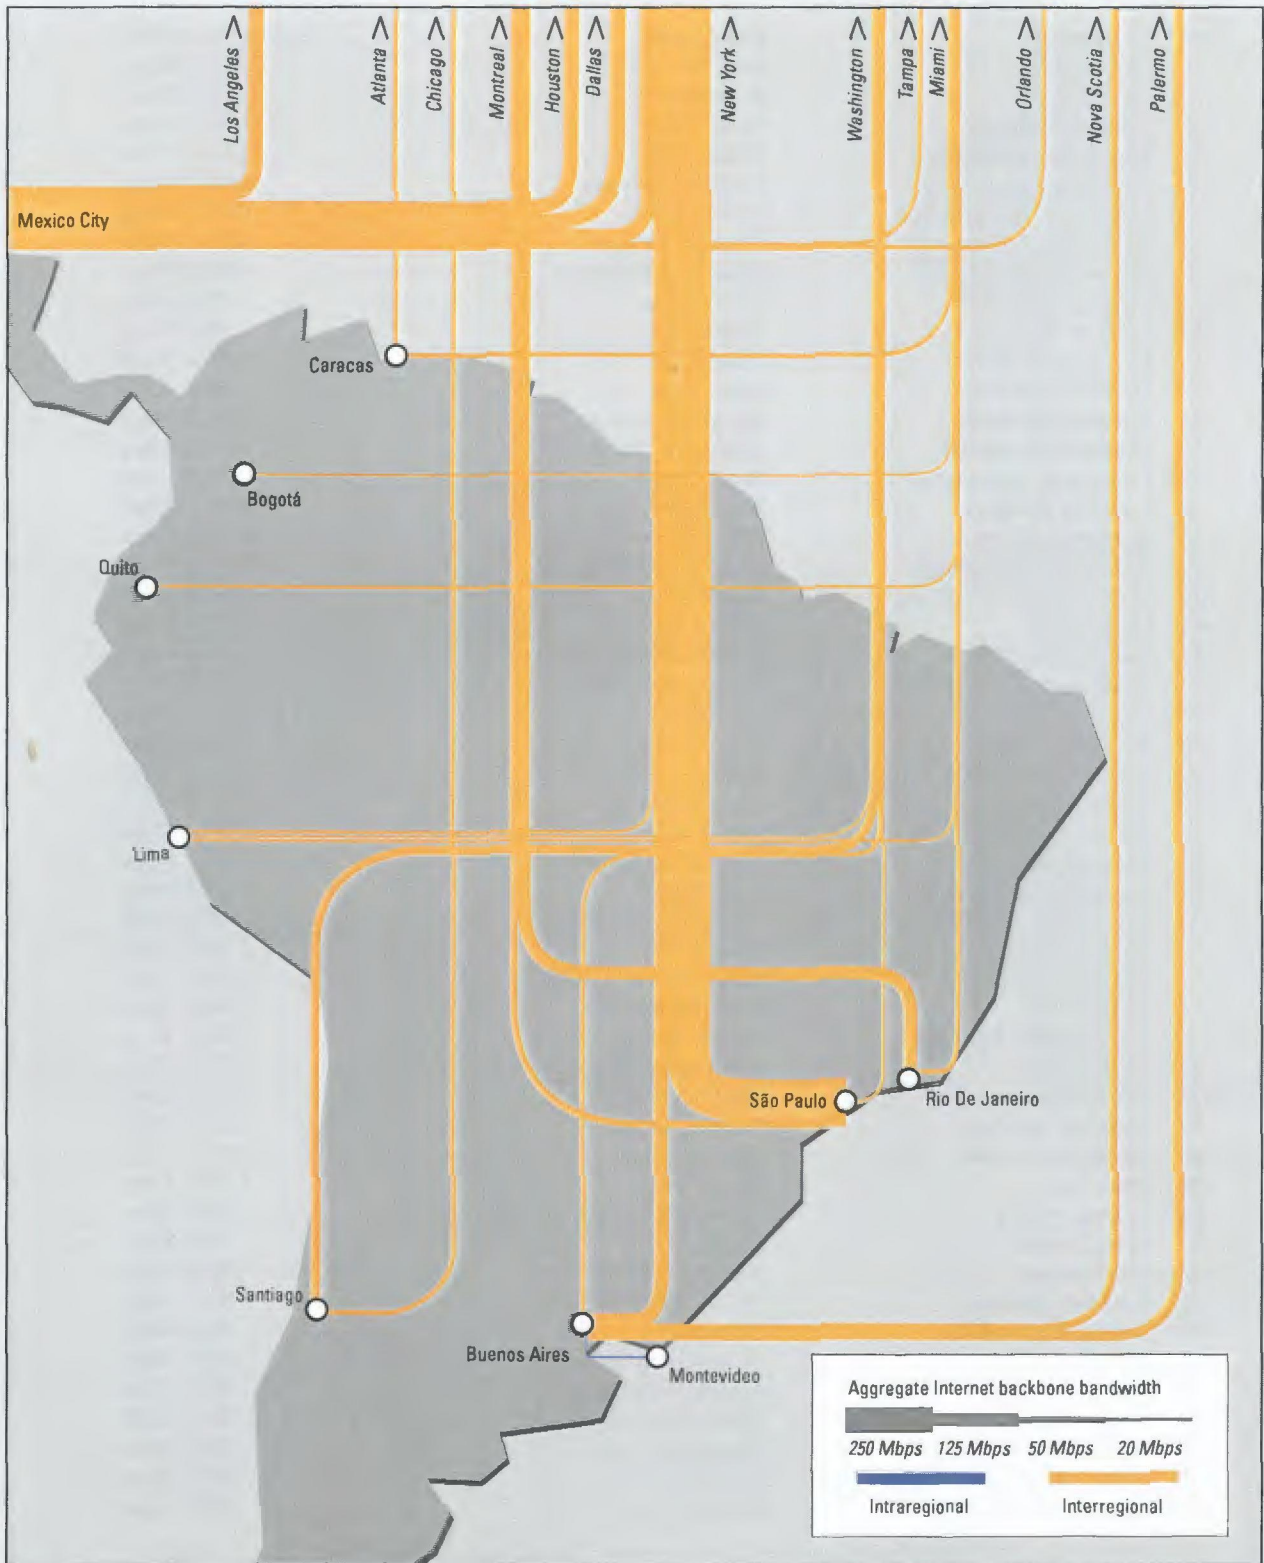 Los Angeles >
Atlanta >
Chicago >
Montreal >
Houston >
Dallas >
New York >
Washington >
Tampa >
Miami >
Orlando >
Nova Scotia >
Palermo >
Mexico City
Caracas
Bogotá
Quito
Lima
São Paulo
Rio De Janeiro
Santiago
Buenos Aires
Montevideo
Aggregate Internet backbone bandwidth
250 Mbps 125 Mbps 50 Mbps 20 Mbps
Intraregional Interregional